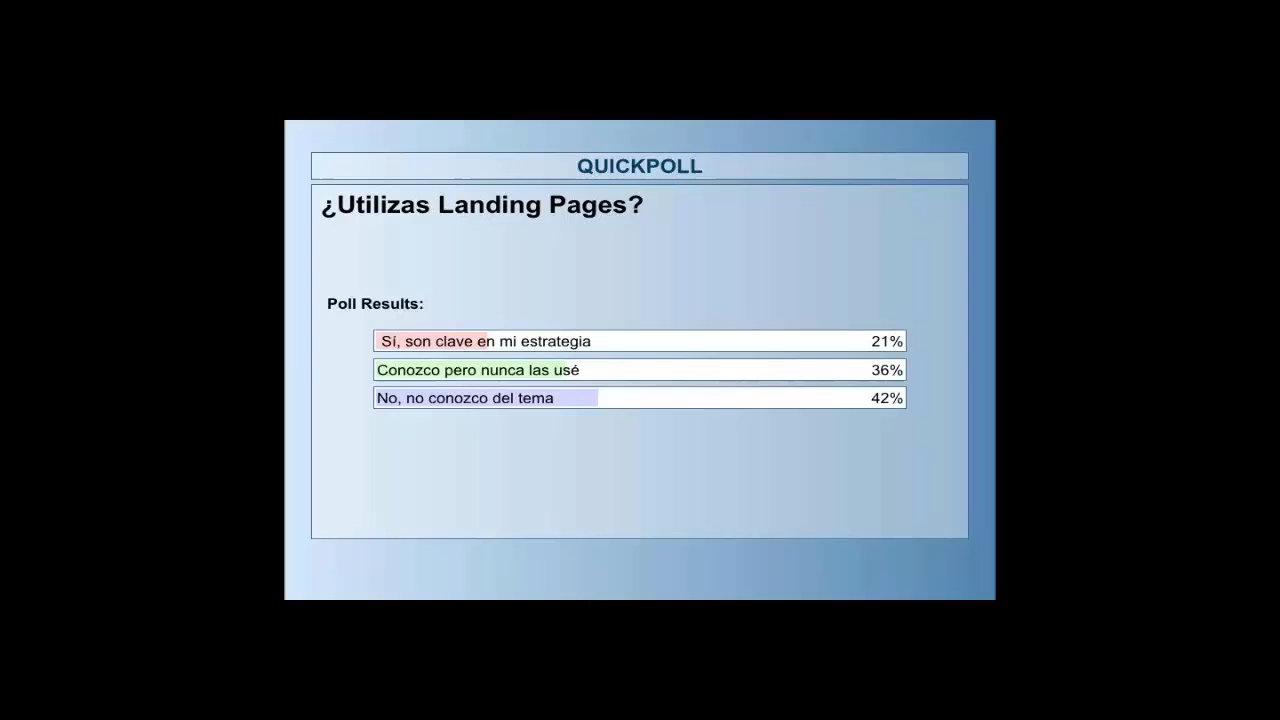 QUICKPOLL
¿Utilizas Landing Pages?
Poll Results:
Sí, son clave en mi estrategia 21%
Conozco pero nunca las usé 36%
No, no conozco del tema 42%